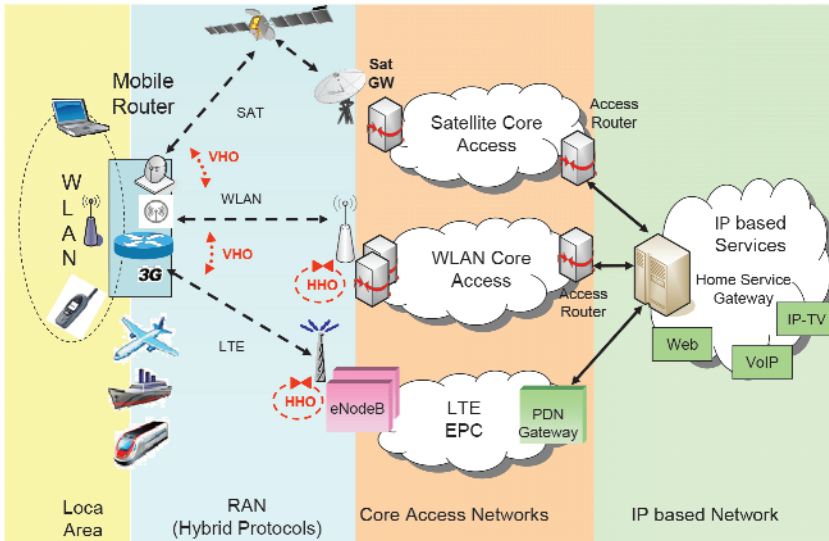 Mobile
Router
SAT
Sat
GW
VHO
WLAN
WLAN
VHO
3G
HHO
LTE
HHO
eNodeB
Satellite Core
Access
Access
Router
WLAN Core
Access
Access
Router
LTE
EPC
PDN
Gateway
IP based
Services
Home Service
Gateway
IP-TV
Web
VoIP
Loca
Area
RAN
(Hybrid Protocols)
Core Access Networks
IP based Network